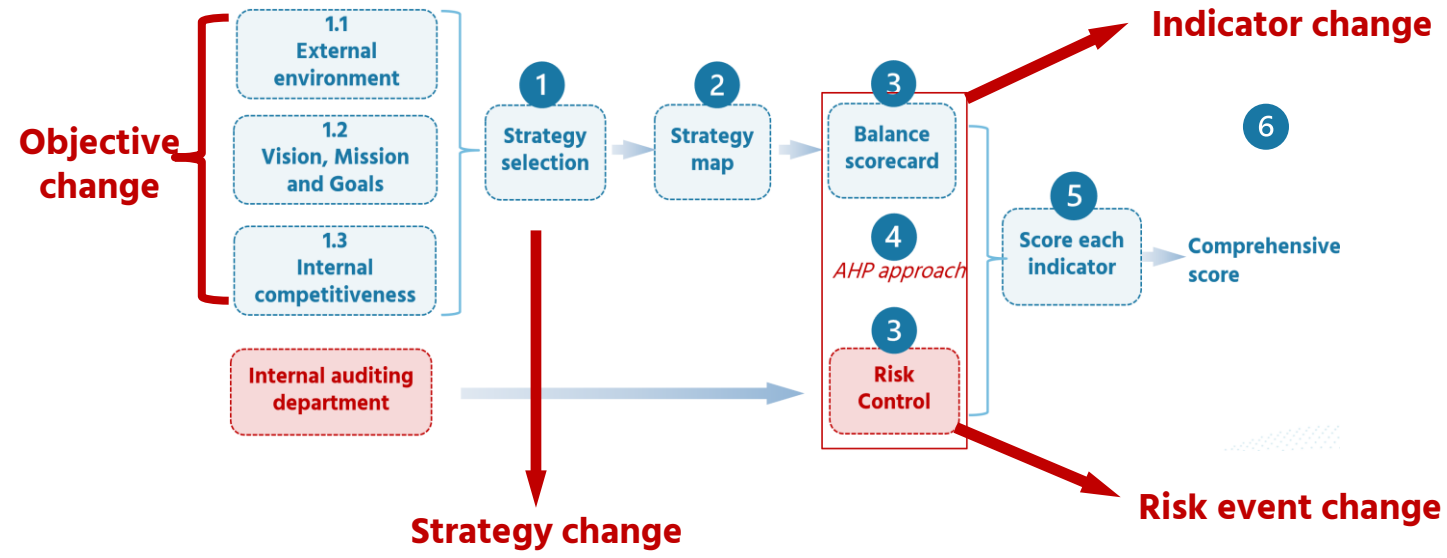 Objective
change
1.1
External
environment
1.2
Vision, Mission
and Goals
1.3
Internal
competitiveness
Internal auditing
department
1
Strategy
selection
2
Strategy
map
3
Balance
scorecard
4
AHP approach
3
Risk
Control
5
Score each
indicator
Comprehensive
score
6
Indicator change
Strategy change
Risk event change